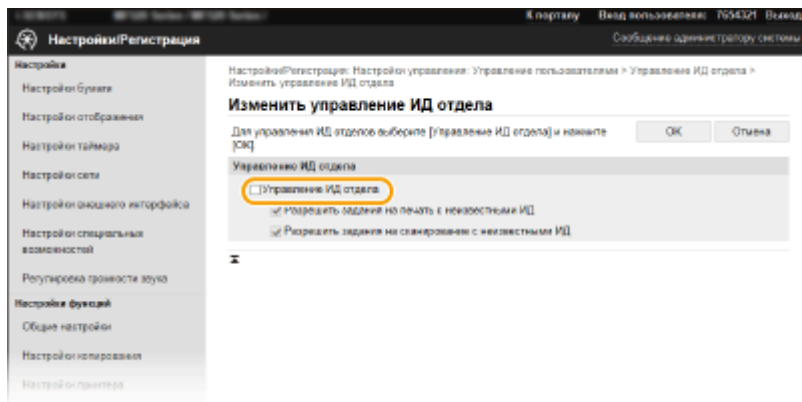 К порталу Вход пользователя: 7654321 Выход
Настройки/Регистрация
Сообщение администратору системы
Настройки
Настройки бумаги
Настройки отображения
Настройки таймера
Настройки сети
Настройки внешнего интерфейса
Настройки специальных
возможностей
Регулировка громкости звука
Настройки функций
Общие настройки
Настройки копирования
Настройки принтера
Настройки/Регистрация: Настройки управления: Управление пользователями > Управление ИД отдела >
Изменить управление ИД отдела
Изменить управление ИД отдела
Для управления ИД отделов выберите [Управление ИД отдела] и нажмите
[OK].
OK Отмена
Управление ИД отдела
Управление ИД отдела
Разрешить задания на печать с неизвестными ИД
Разрешить задания на сканирование с неизвестными ИД